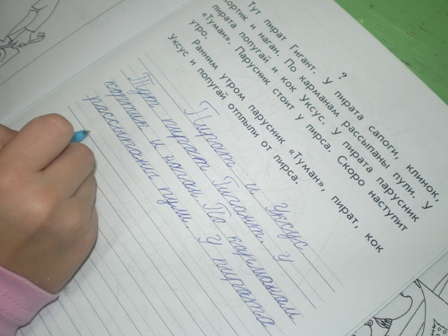 ?
Тут пират Гигант. У пирата сапоги, клинок,
кортик и наган. По карманам рассыпаны пули. У
пирата попугай и кок Уксус. У пирата парусник
«Туман». Парусник стоит у пирса. Скоро наступит
утро.
Ранним утром парусник «Туман», пират, кок
Уксус и попугай отплыли от пирса.
Пират и Уксус
Тут пират Гигант. У
кортик и наган. По карманам
рассыпаны пули. У пирата